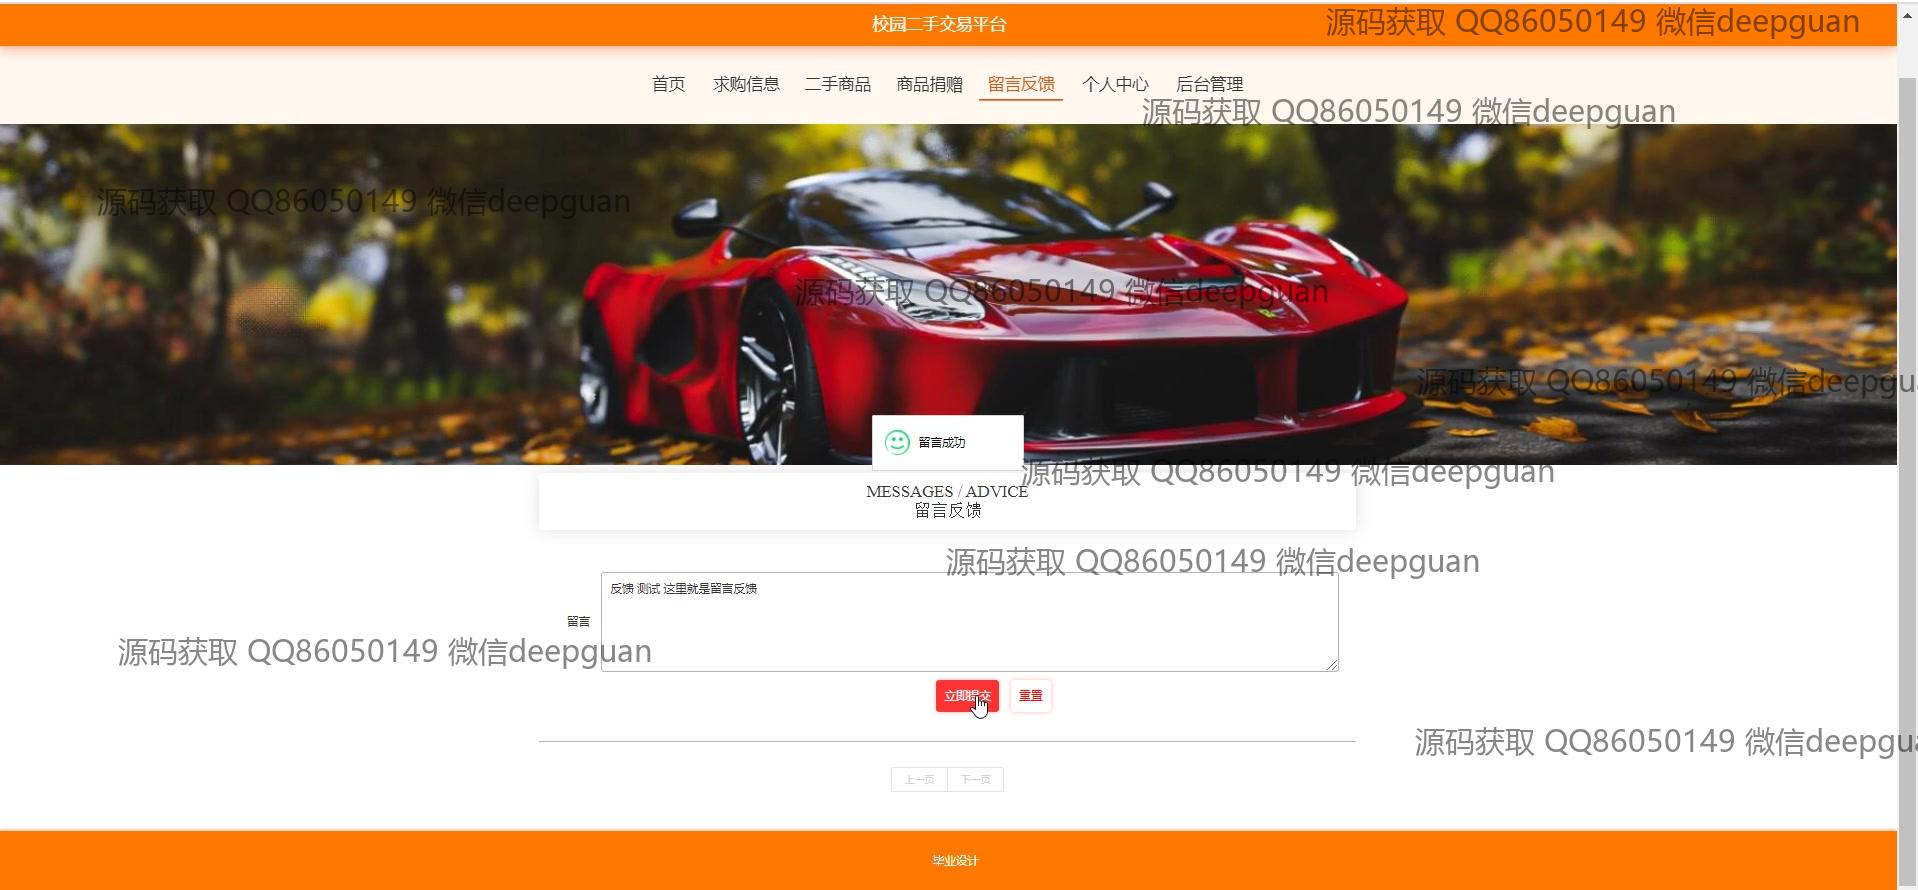 校园二手交易平台
源码获取 QQ86050149 微信deepguan
首页 求购信息 二手商品 商品捐赠 留言反馈 个人中心 后台管理
源码获取 QQ86050149 微信deepguan
源码获取 QQ86050149 微信deepguan
源码获取 QQ86050149 微信deepguan
源码获取 QQ86050149 微信deepgu
留言成功
源码获取 QQ86050149 微信deepguan
MESSAGES / ADVICE
留言反馈
源码获取 QQ86050149 微信deepguan
反馈 测试 这里就是留言反馈
留言
源码获取 QQ86050149 微信deepguan
立即提交 重置
源码获取 QQ86050149 微信deepgu
上一页 下一页
毕业设计